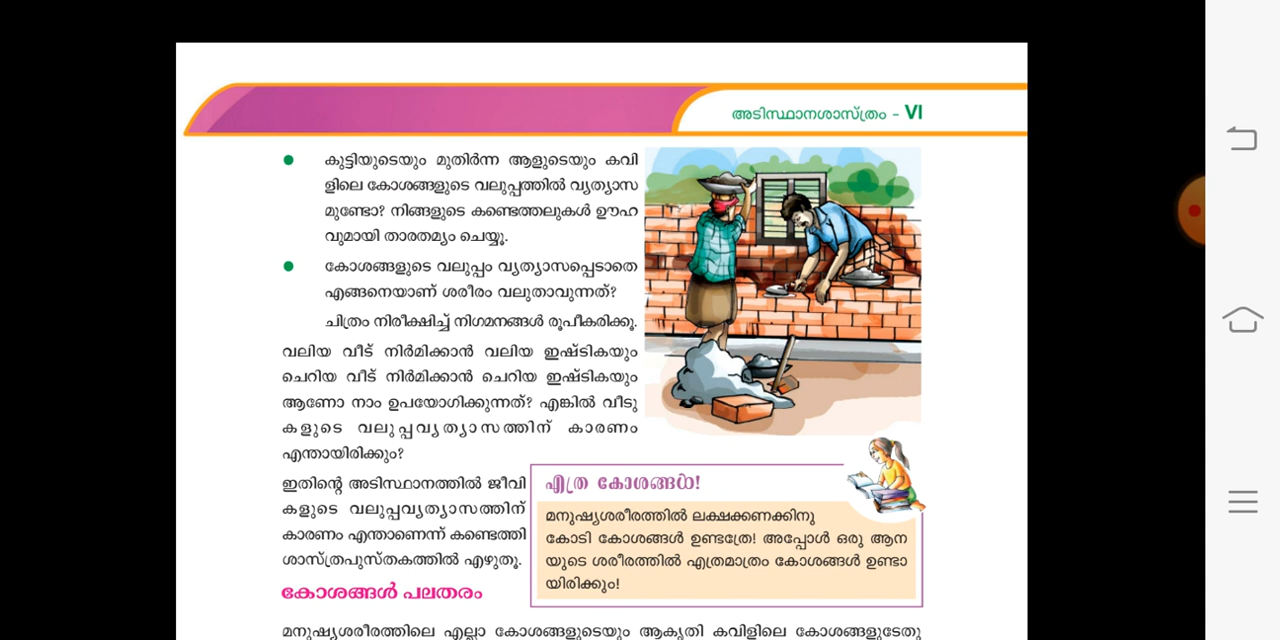 അടിസ്ഥാനശാസ്ത്രം - VI
● കുട്ടിയുടെയും മുതിർന്ന ആളുടെയും കവി
ളിലെ കോശങ്ങളുടെ വലുപ്പത്തിൽ വ്യത്യാസ
മുണ്ടോ? നിങ്ങളുടെ കണ്ടെത്തലുകൾ ഊഹ
വുമായി താരതമ്യം ചെയ്യൂ.
● കോശങ്ങളുടെ വലുപ്പം വ്യത്യാസപ്പെടാതെ
എങ്ങനെയാണ് ശരീരം വലുതാവുന്നത്?
ചിത്രം നിരീക്ഷിച്ച് നിഗമനങ്ങൾ രൂപീകരിക്കൂ.
വലിയ വീട് നിർമിക്കാൻ വലിയ ഇഷ്ടികയും
ചെറിയ വീട് നിർമിക്കാൻ ചെറിയ ഇഷ്ടികയും
ആണോ നാം ഉപയോഗിക്കുന്നത്? എങ്കിൽ വീടു
കളുടെ വലുപ്പവ്യത്യാസത്തിന് കാരണം
എന്തായിരിക്കും?
ഇതിന്റെ അടിസ്ഥാനത്തിൽ ജീവി
കളുടെ വലുപ്പവ്യത്യാസത്തിന്
കാരണം എന്താണെന്ന് കണ്ടെത്തി
ശാസ്ത്രപുസ്തകത്തിൽ എഴുതൂ.
എത്ര കോശങ്ങൾ!
മനുഷ്യശരീരത്തിൽ ലക്ഷക്കണക്കിനു
കോടി കോശങ്ങൾ ഉണ്ടത്രേ! അപ്പോൾ ഒരു ആന
യുടെ ശരീരത്തിൽ എത്രമാത്രം കോശങ്ങൾ ഉണ്ടാ
യിരിക്കും!
കോശങ്ങൾ പലതരം
മനുഷ്യശരീരത്തിലെ എല്ലാ കോശങ്ങളുടെയും ആകൃതി കവിളിലെ കോശങ്ങളുടേതു